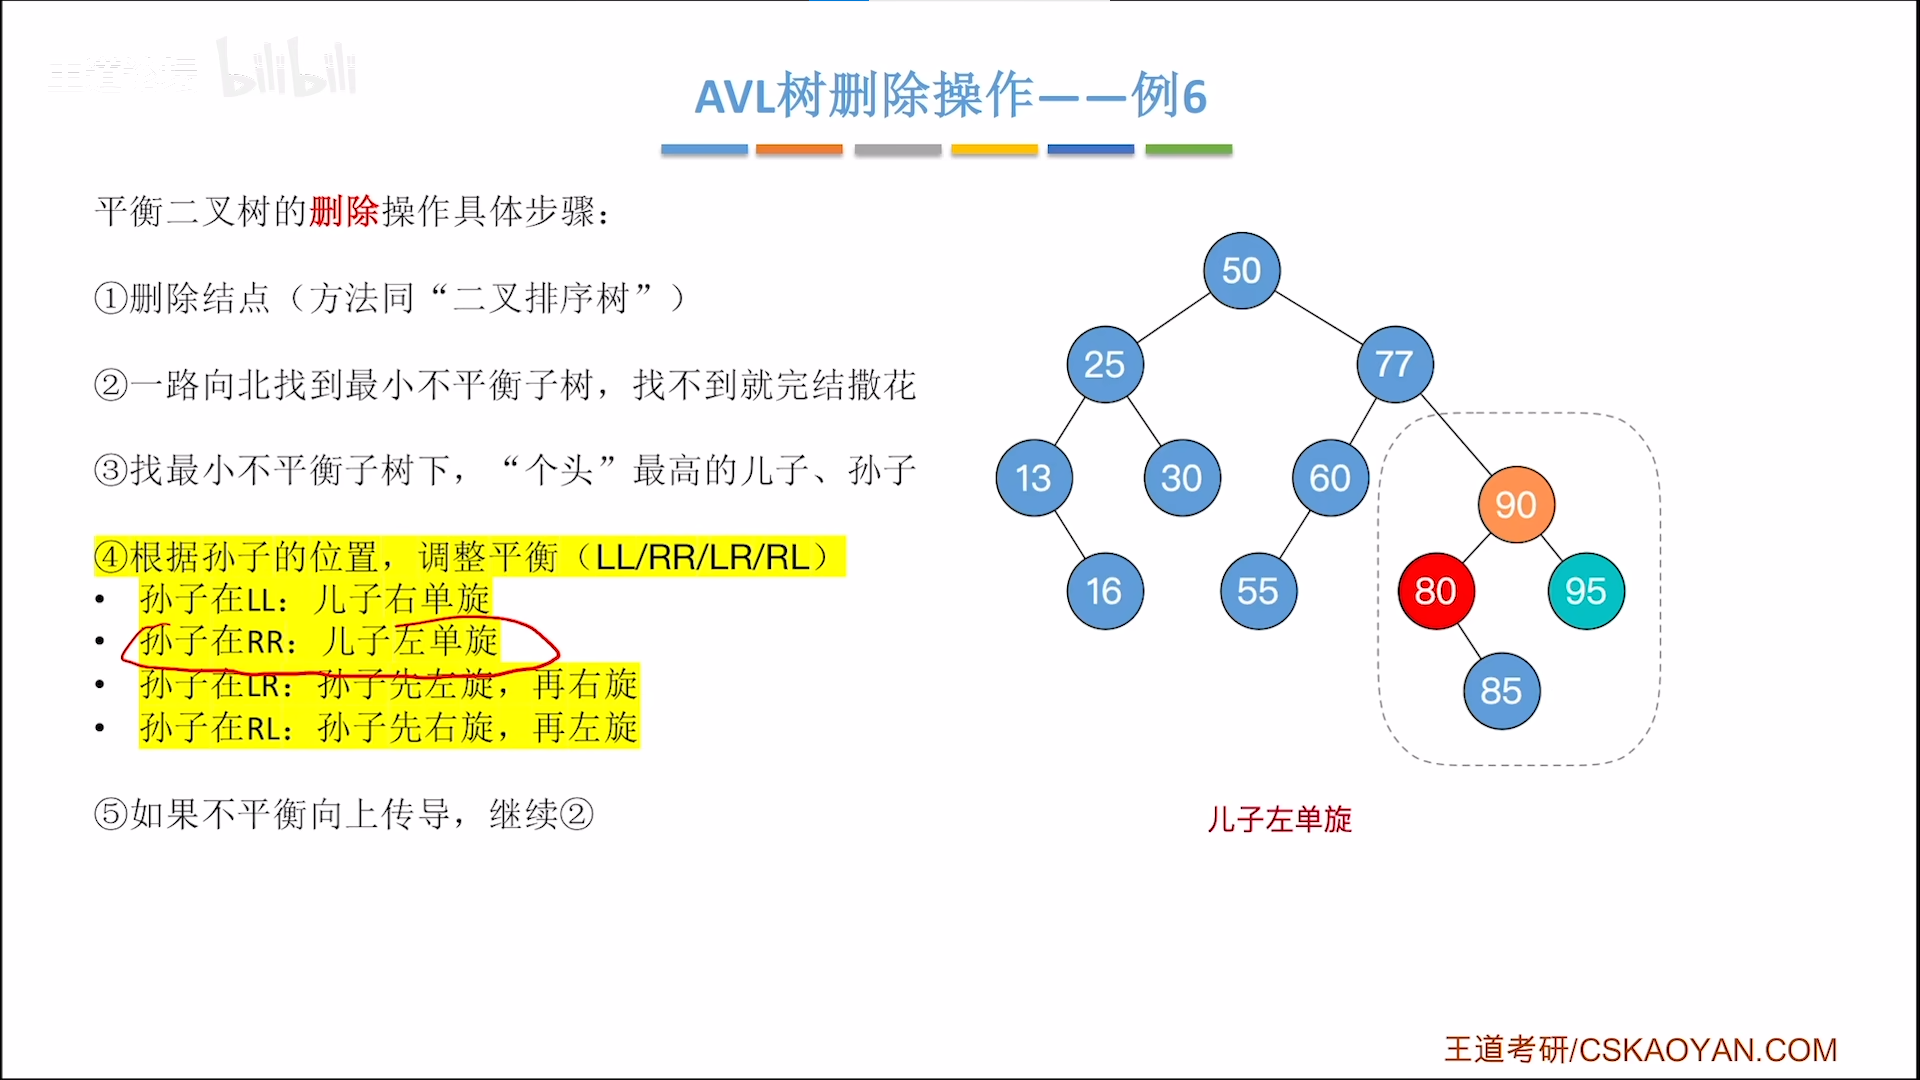 王道论坛 bilibili
AVL树删除操作——例6
平衡二叉树的删除操作具体步骤：
①删除结点（方法同“二叉排序树”）
②一路向北找到最小不平衡子树，找不到就完结撒花
③找最小不平衡子树下，“个头”最高的儿子、孙子
④根据孙子的位置，调整平衡（LL/RR/LR/RL）
• 孙子在LL：儿子右单旋
• 孙子在RR：儿子左单旋
• 孙子在LR：孙子先左旋，再右旋
• 孙子在RL：孙子先右旋，再左旋
⑤如果不平衡向上传导，继续②
50
25 77
13 30 60 90
16 55 80 95
85
儿子左单旋
王道考研/CSKAOYAN.COM